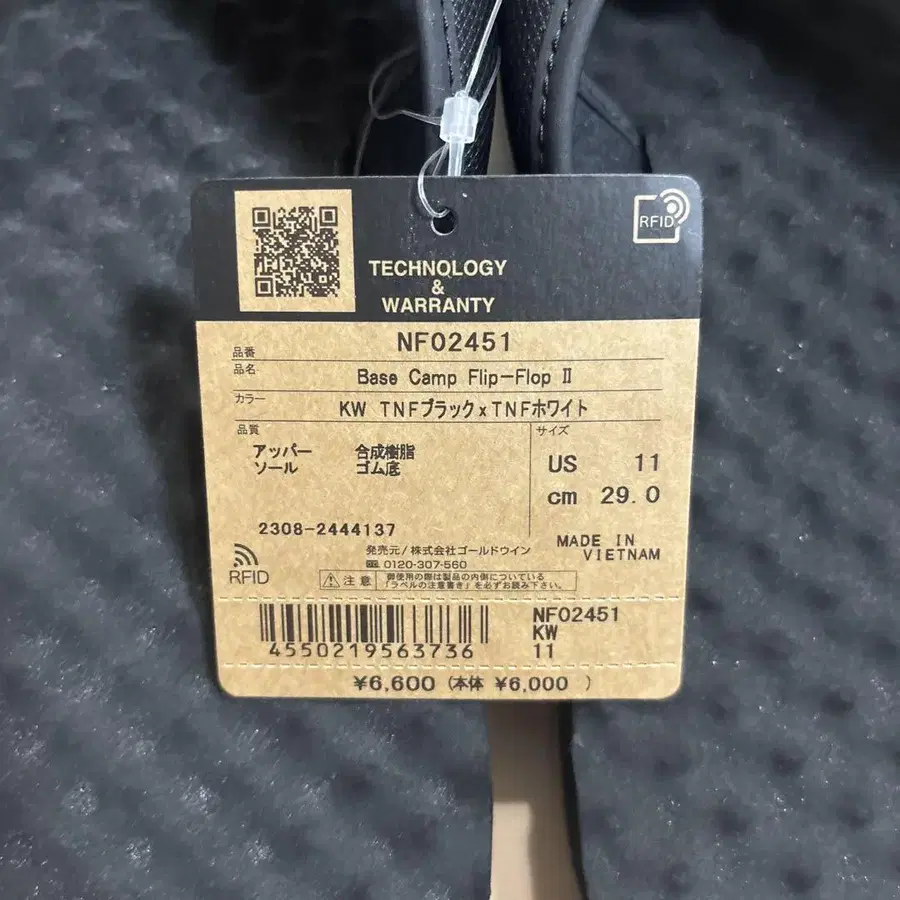 RFID
TECHNOLOGY
&
WARRANTY
品番 NF02451
品名 Base Camp Flip-Flop Ⅱ
カラー KW TNFブラックxTNFホワイト
品質 サイズ
アッパー 合成樹脂
ソール ゴム底
US 11
cm 29.0
2308-2444137
MADE IN
VIETNAM
発売元/株式会社ゴールドウイン
0120-307-560
RFID
注意 御使用の際は製品の内側についている
「ラベルの注意書き」を必ずお読み下さい。
4550219563736
NF02451
KW
11
¥6,600 (本体 ¥6,000 )